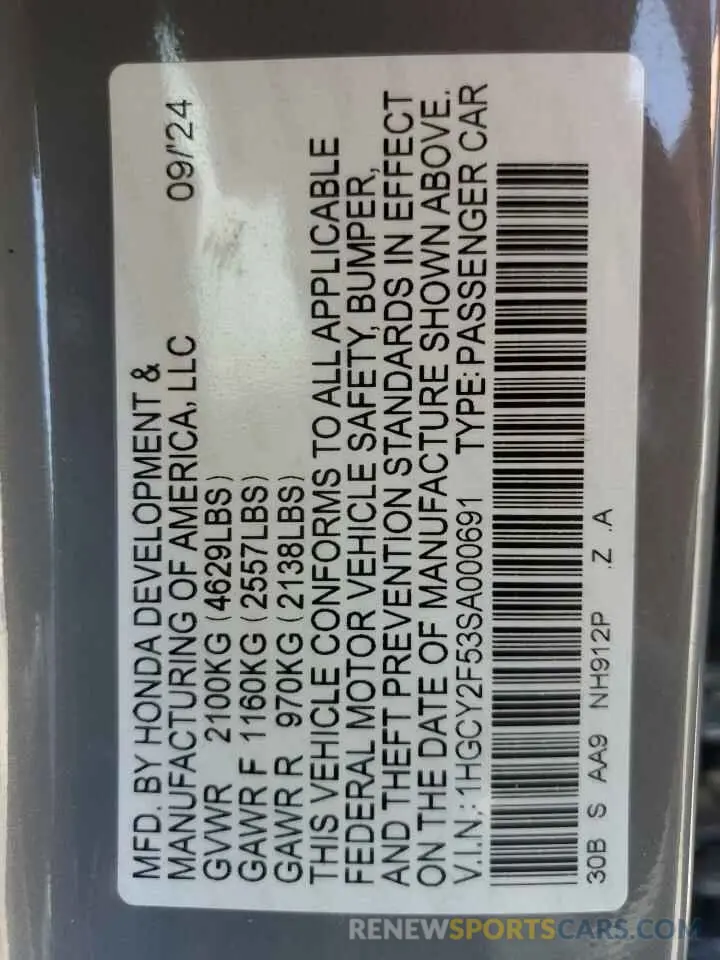 MFD. BY HONDA DEVELOPMENT &
MANUFACTURING OF AMERICA, LLC 09/'24
GVWR 2100KG (4629LBS)
GAWR F 1160KG (2557LBS)
GAWR R 970KG (2138LBS)
THIS VEHICLE CONFORMS TO ALL APPLICABLE
FEDERAL MOTOR VEHICLE SAFETY, BUMPER,
AND THEFT PREVENTION STANDARDS IN EFFECT
ON THE DATE OF MANUFACTURE SHOWN ABOVE.
V.I.N.: 1HGCY2F53SA000691 TYPE: PASSENGER CAR
30B S AA9 NH912P .Z .A
RENEWSPORTSCARS.COM